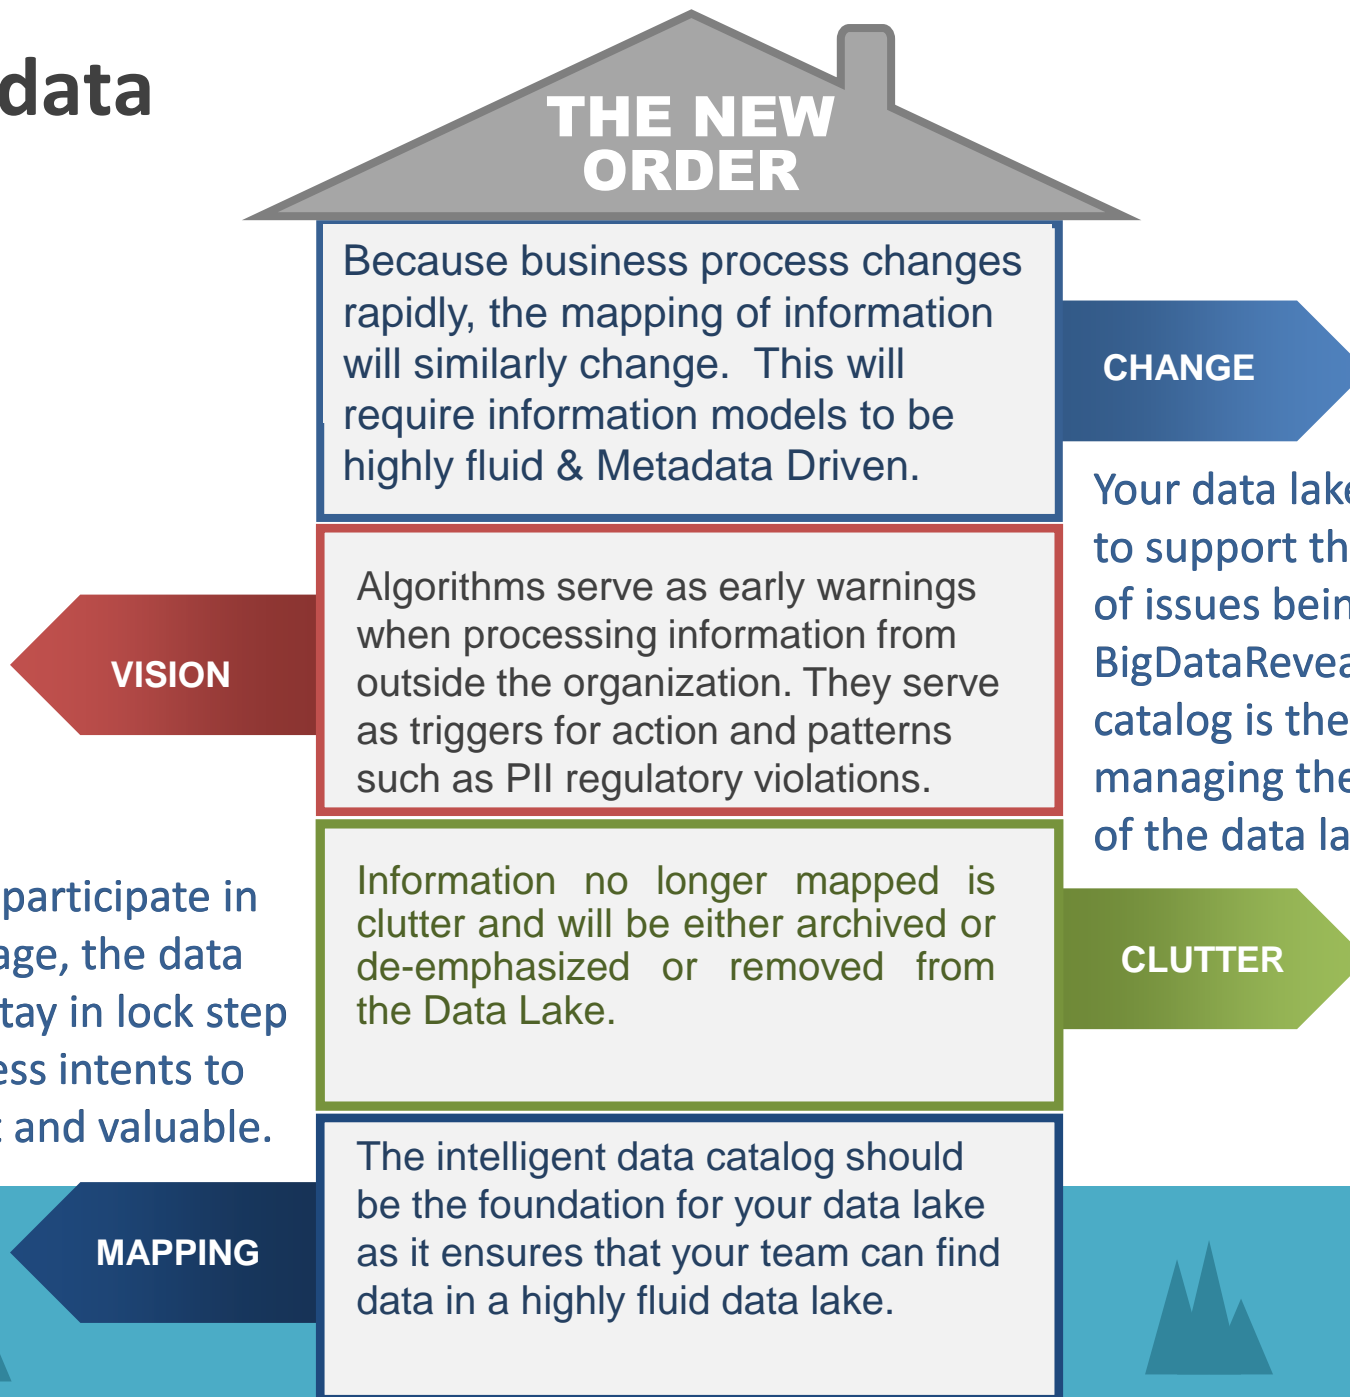 data
THE NEW
ORDER
Because business process changes
rapidly, the mapping of information
will similarly change. This will
require information models to be
highly fluid & Metadata Driven.
CHANGE
Your data lake
to support th
of issues bein
BigDataRevea
catalog is the
managing the
of the data la
Algorithms serve as early warnings
when processing information from
outside the organization. They serve
as triggers for action and patterns
such as PII regulatory violations.
VISION
participate in
age, the data
tay in lock step
ess intents to
and valuable.
Information no longer mapped is
clutter and will be either archived or
de-emphasized or removed from
the Data Lake.
CLUTTER
The intelligent data catalog should
be the foundation for your data lake
as it ensures that your team can find
data in a highly fluid data lake.
MAPPING